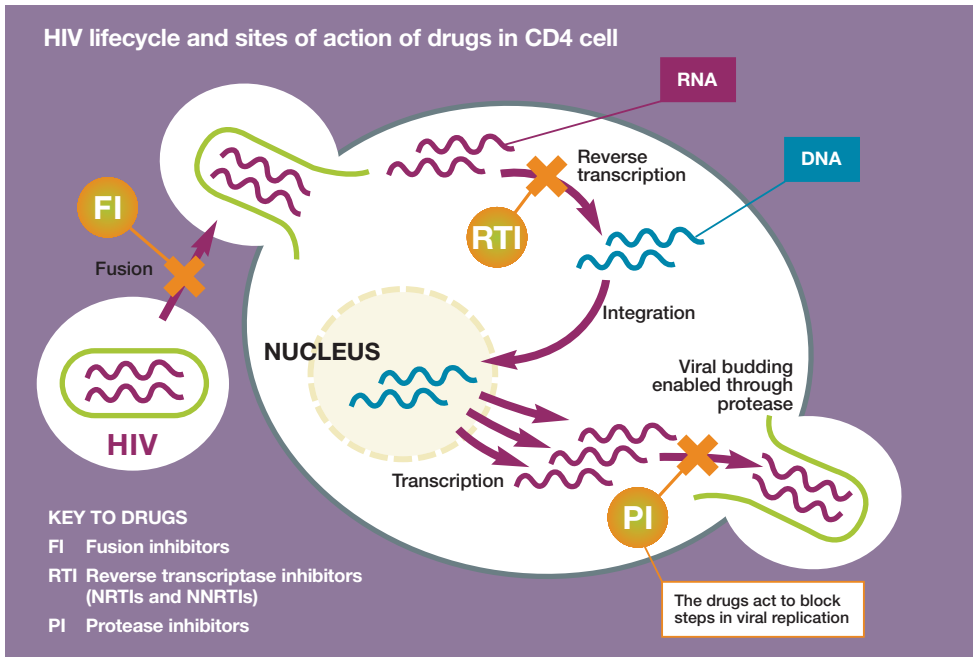 HIV lifecycle and sites of action of drugs in CD4 cell
RNA
DNA
Reverse
transcription
FI
RTI
Fusion
Integration
NUCLEUS
Viral budding
enabled through
protease
HIV
Transcription
PI
KEY TO DRUGS
FI Fusion inhibitors
RTI Reverse transcriptase inhibitors
(NRTIs and NNRTIs)
PI Protease inhibitors
The drugs act to block
steps in viral replication